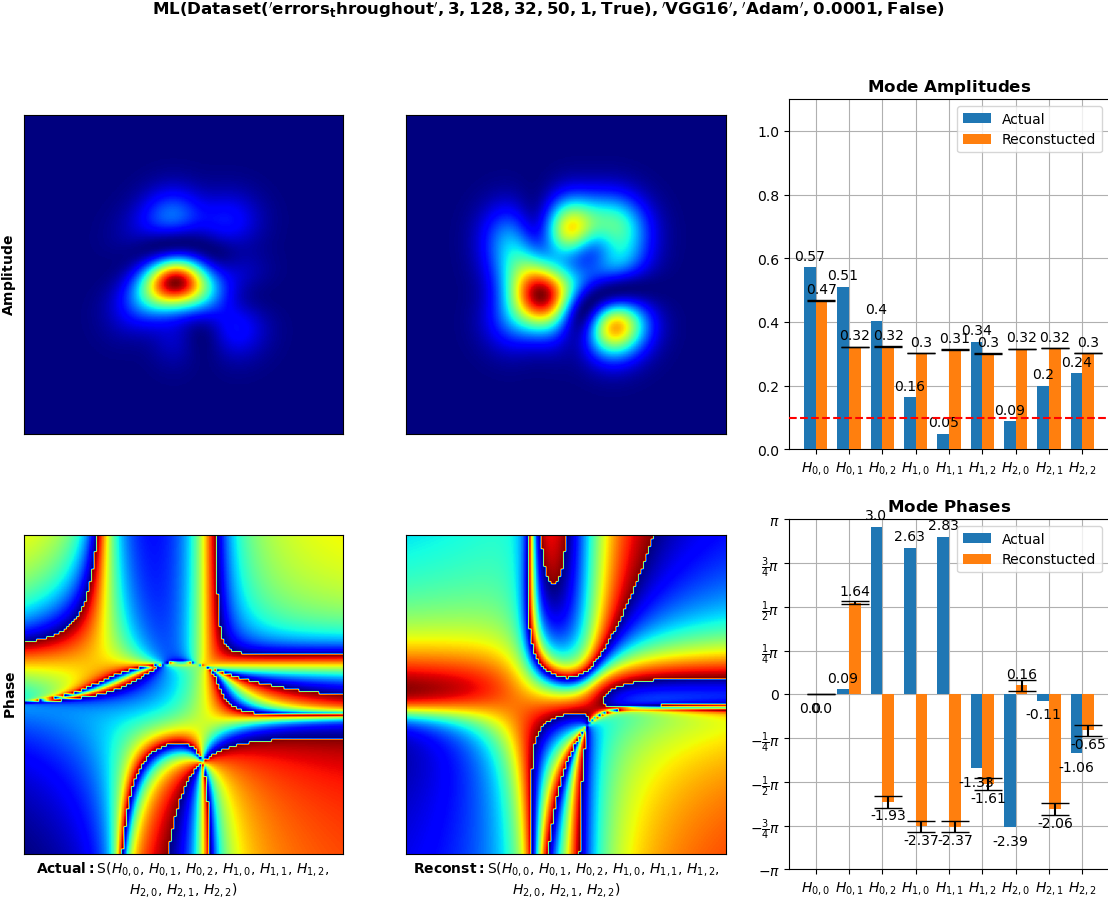 ML(Dataset('errors_throughout', 3, 128, 32, 50, 1, True), 'VGG16', 'Adam', 0.0001, False)
Amplitude
Mode Amplitudes
Actual
Reconstucted
1.0
0.8
0.6
0.4
0.2
0.0
0.57 0.51 0.4 0.16 0.05 0.34 0.09 0.2 0.24
0.47 0.32 0.32 0.3 0.31 0.3 0.32 0.32 0.3
H0,0 H0,1 H0,2 H1,0 H1,1 H1,2 H2,0 H2,1 H2,2
Phase
Mode Phases
Actual
Reconstucted
π
3/4π
1/2π
1/4π
0
−1/4π
−1/2π
−3/4π
−π
0.0 0.09 3.0 2.63 2.83 -1.33 -2.39 -0.11 -1.06
0.0 1.64 -1.93 -2.37 -2.37 -1.61 0.16 -2.06 -0.65
H0,0 H0,1 H0,2 H1,0 H1,1 H1,2 H2,0 H2,1 H2,2
Actual: S(H0,0, H0,1, H0,2, H1,0, H1,1, H1,2,
H2,0, H2,1, H2,2)
Reconst: S(H0,0, H0,1, H0,2, H1,0, H1,1, H1,2,
H2,0, H2,1, H2,2)